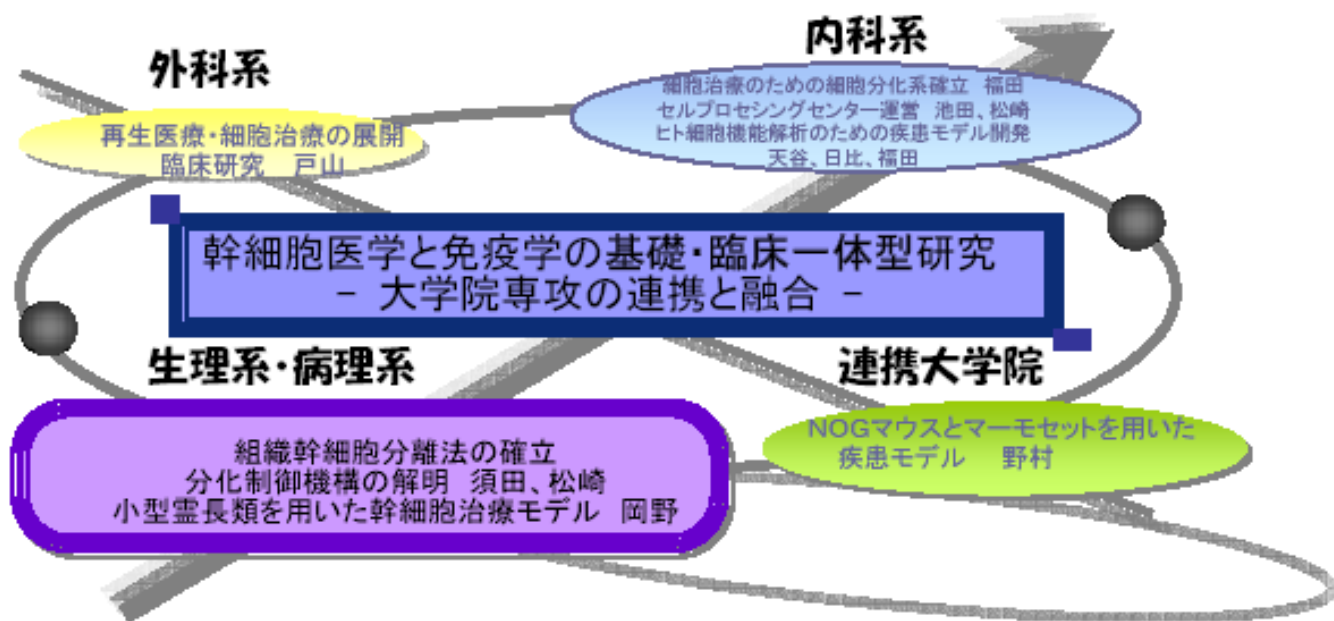 外科系
再生医療・細胞治療の展開
臨床研究 戸山
内科系
細胞治療のための細胞分化系確立 福田
セルプロセシングセンター運営 池田、松崎
ヒト細胞機能解析のための疾患モデル開発
天谷、日比、福田
幹細胞医学と免疫学の基礎・臨床一体型研究
－ 大学院専攻の連携と融合 －
生理系・病理系
組織幹細胞分離法の確立
分化制御機構の解明 須田、松崎
小型霊長類を用いた幹細胞治療モデル 岡野
連携大学院
NOGマウスとマーモセットを用いた
疾患モデル 野村